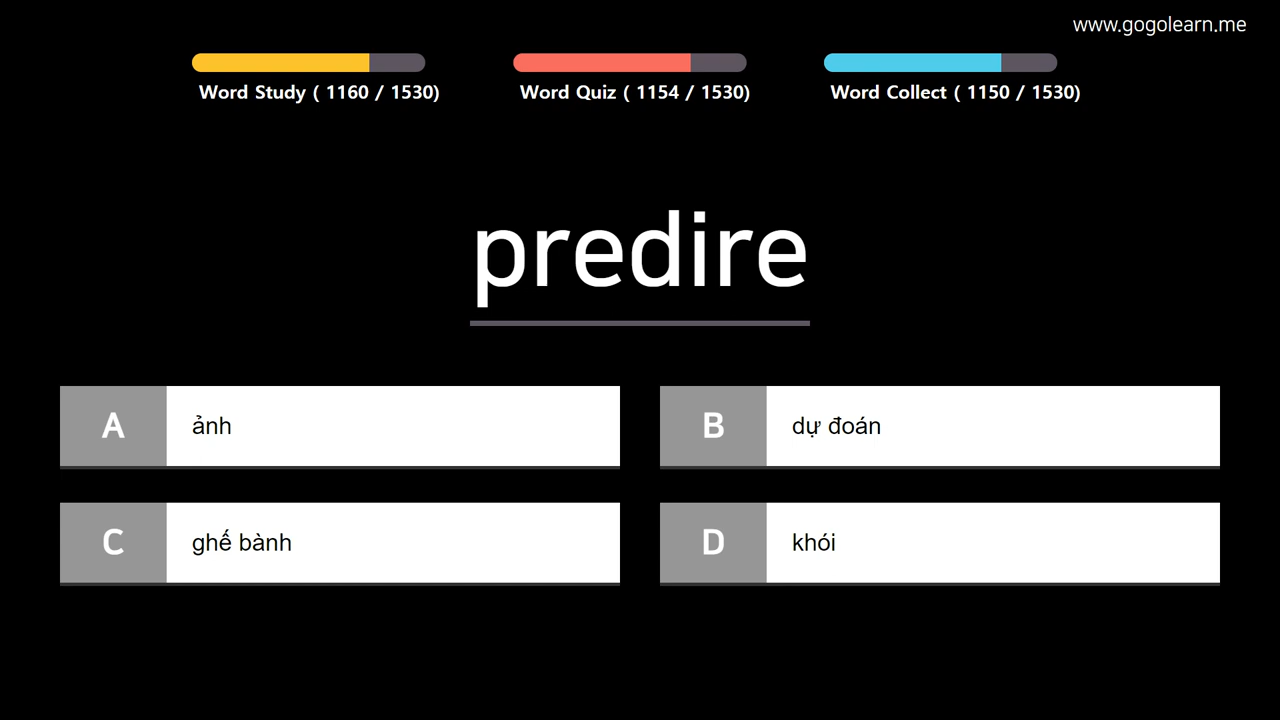 www.gogolearn.me
Word Study ( 1160 / 1530)
Word Quiz ( 1154 / 1530)
Word Collect ( 1150 / 1530)
predire
A ảnh
B dự đoán
C ghế bành
D khói